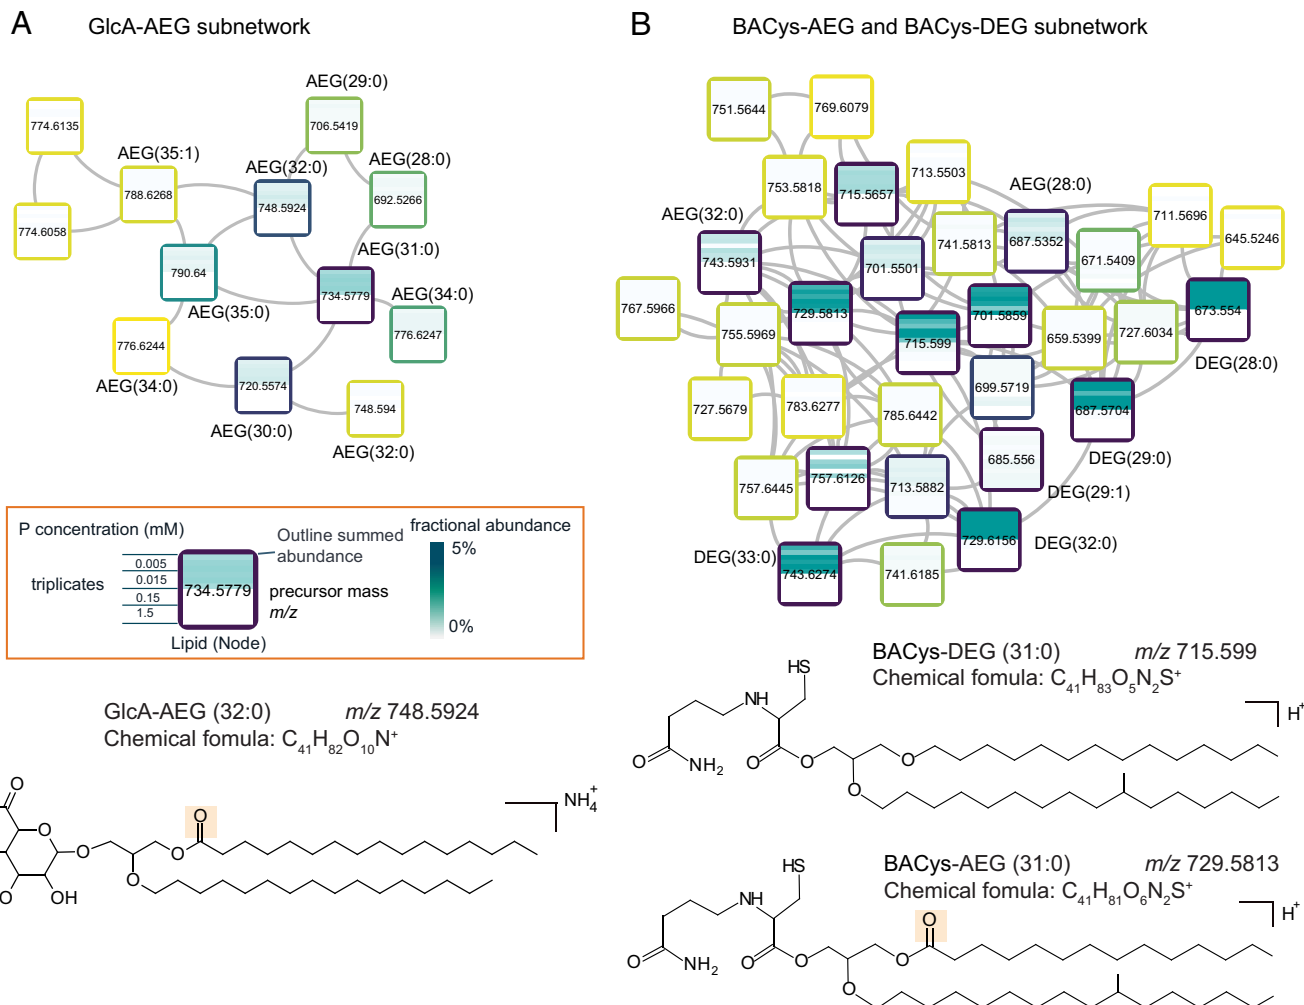 A
GlcA-AEG subnetwork
AEG(29:0)
774.6135
706.5419
AEG(35:1)
AEG(32:0)
AEG(28:0)
788.6268
748.5924
692.5266
774.6058
AEG(31:0)
790.64
734.5779
AEG(34:0)
AEG(35:0)
776.6247
776.6244
AEG(34:0)
720.5574
748.594
AEG(30:0)
AEG(32:0)
P concentration (mM)
Outline summed
abundance
fractional abundance
triplicates
0.005
0.015
0.15
1.5
734.5779
precursor mass
m/z
5%
0%
Lipid (Node)
GlcA-AEG (32:0) m/z 748.5924
Chemical fomula: C41H82O10N+
O
O
O
O
O
O
O
OH
NH4+
B
BACys-AEG and BACys-DEG subnetwork
751.5644
769.6079
713.5503
753.5818
715.5657
AEG(28:0)
AEG(32:0)
711.5696
687.5352
645.5246
741.5813
743.5931
701.5501
671.5409
767.5966
729.5813
701.5859
673.554
755.5969
715.599
659.5399
727.6034
DEG(28:0)
699.5719
727.5679
783.6277
785.6442
687.5704
685.556
DEG(29:0)
757.6445
757.6126
713.5882
DEG(29:1)
729.6156
DEG(32:0)
DEG(33:0)
743.6274
741.6185
BACys-DEG (31:0) m/z 715.599
Chemical fomula: C41H83O5N2S+
HS
NH
O
NH2
O
O
O
O
H+
BACys-AEG (31:0) m/z 729.5813
Chemical fomula: C41H81O6N2S+
HS
NH
O
O
NH2
O
O
O
O
H+